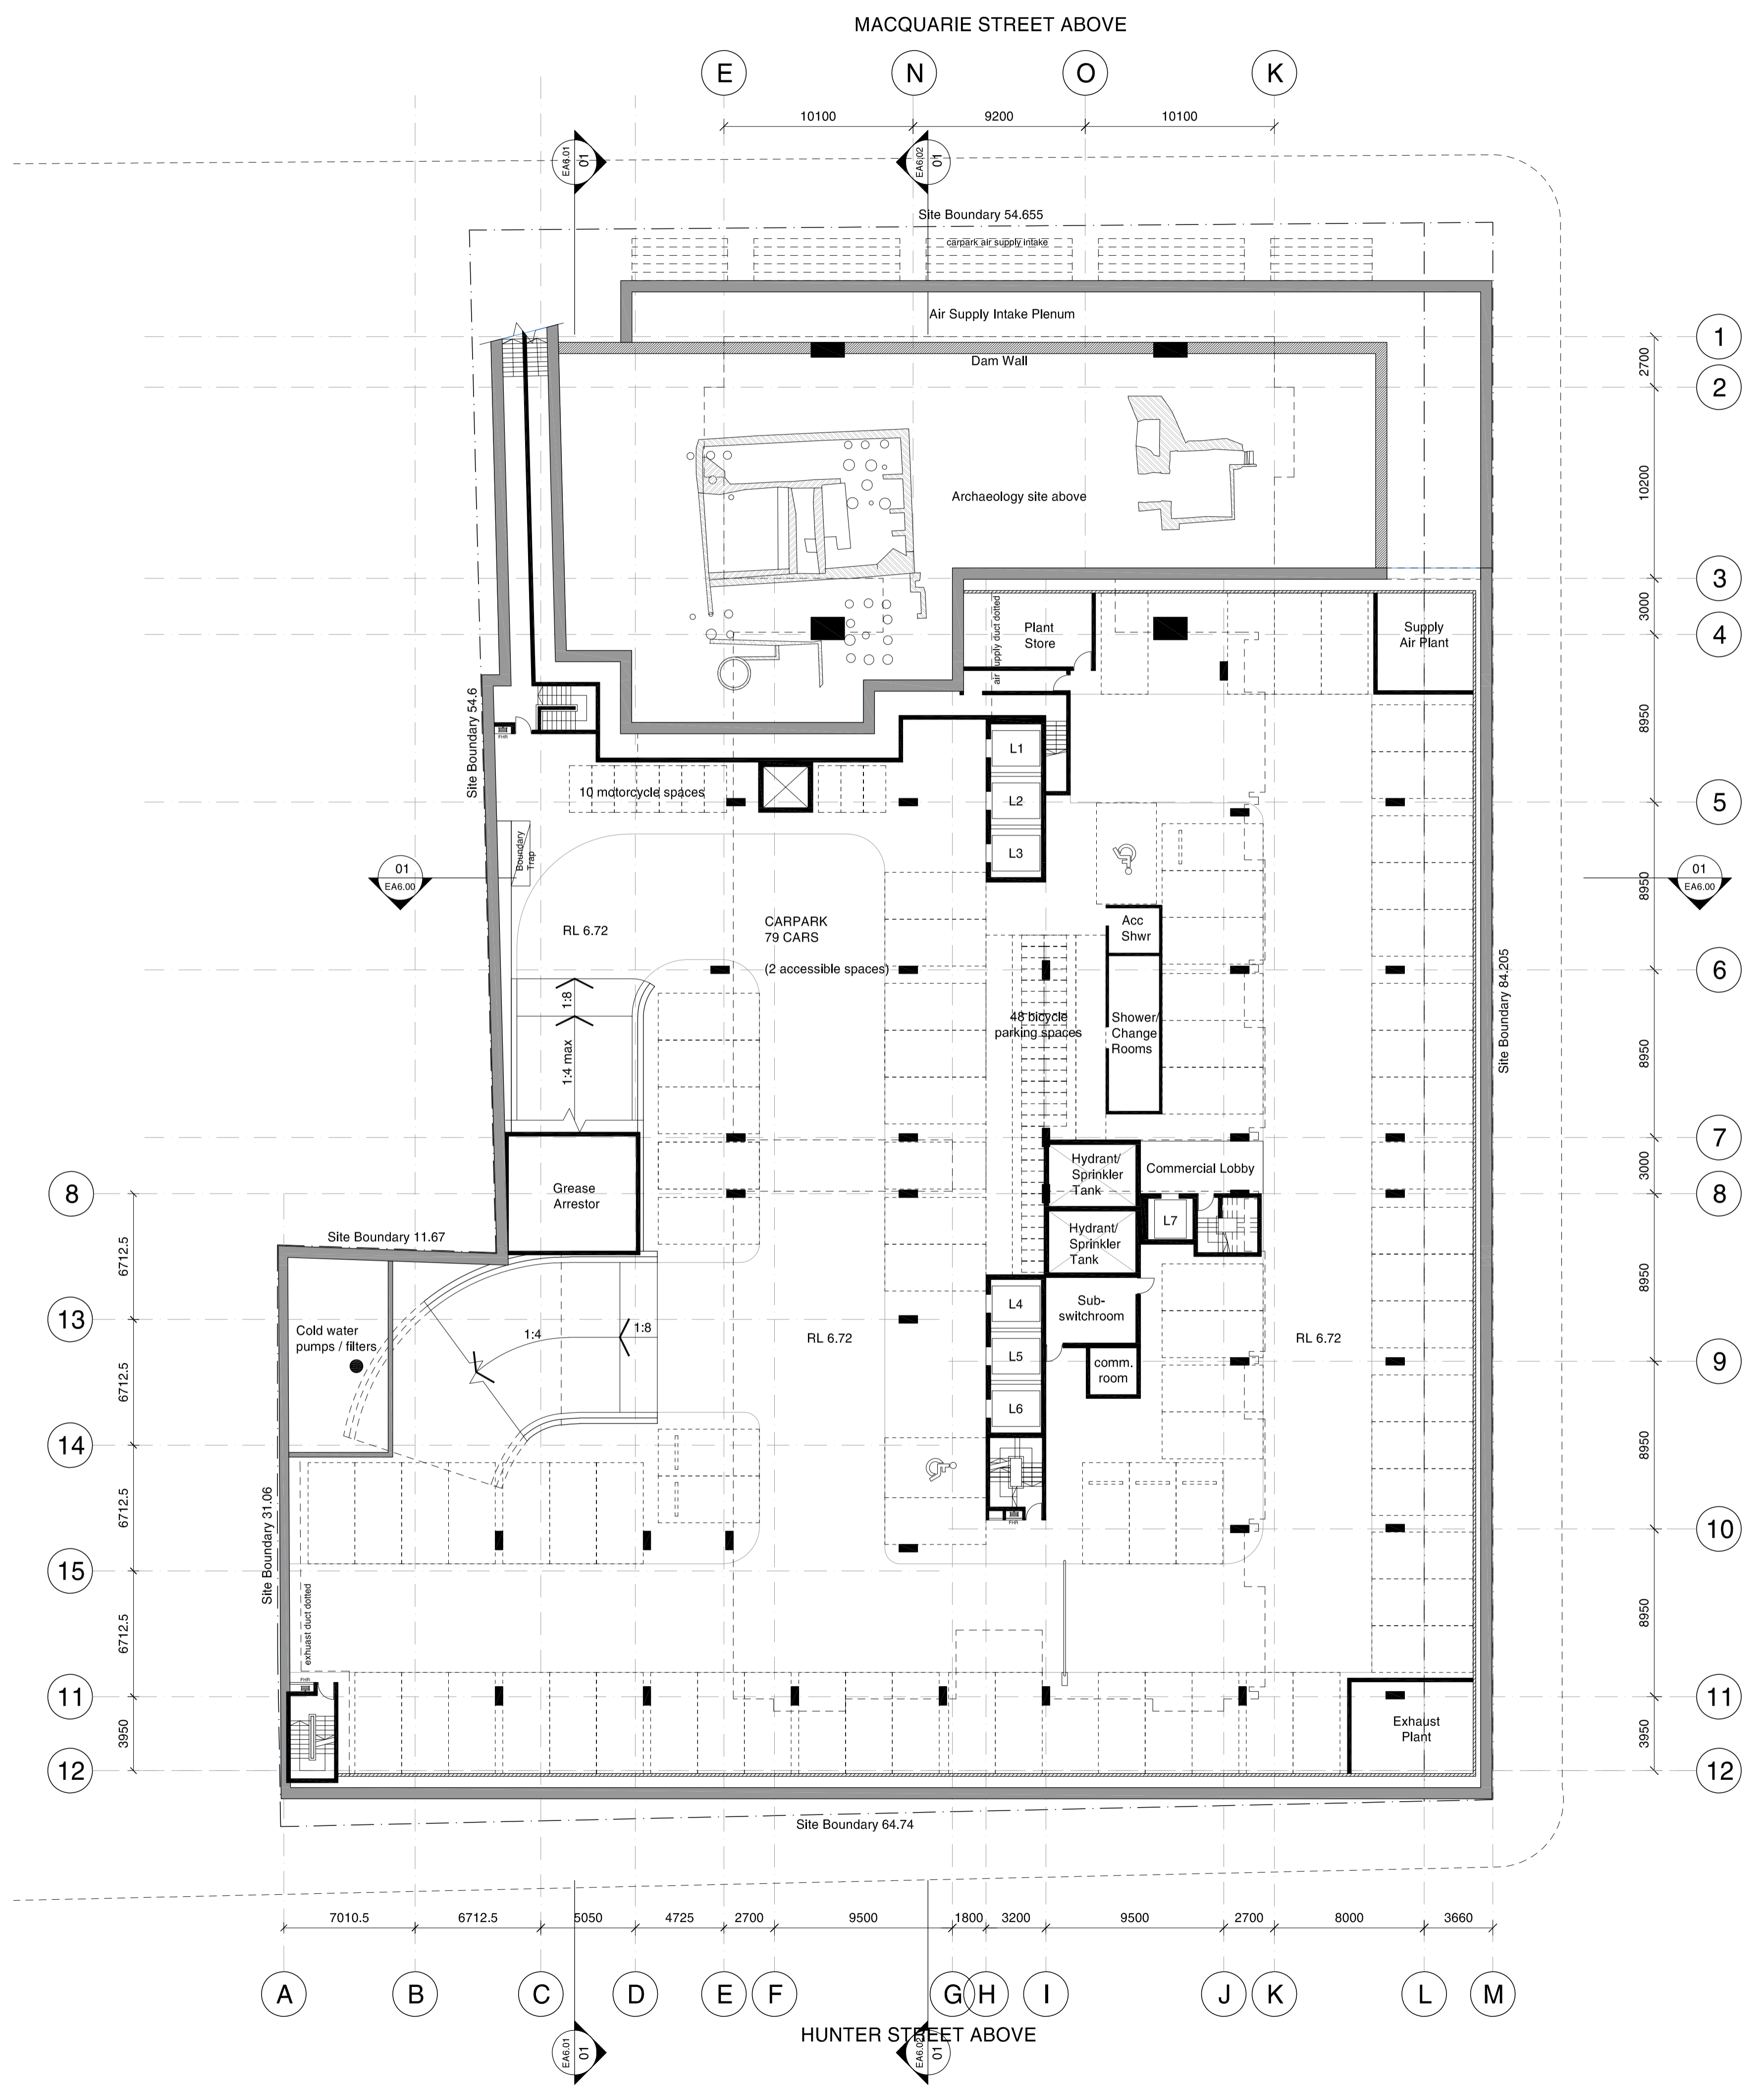 MACQUARIE STREET ABOVE
E
N
O
K
10100
9200
10100
EA6.01
01
EA6.02
01
Site Boundary 54.655
carpark air supply intake
Air Supply Intake Plenum
Dam Wall
1
2700
2
10200
Archaeology site above
3
3000
air supply duct dotted
Plant
Store
Supply
Air Plant
4
Site Boundary 54.6
FHR
8950
L1
10 motorcycle spaces
L2
5
Boundary
Trap
L3
01
EA6.00
01
EA6.00
8950
CARPARK
79 CARS
(2 accessible spaces)
RL 6.72
Acc
Shwr
6
Site Boundary 84.205
1:8
1:4 max
48 bicycle
parking spaces
Shower/
Change
Rooms
8950
7
Hydrant/
Sprinkler
Tank
Commercial Lobby
3000
8
Grease
Arrestor
8
L7
Hydrant/
Sprinkler
Tank
Site Boundary 11.67
6712.5
8950
13
L4
Sub-
switchroom
Cold water
pumps / filters
1:4
1:8
RL 6.72
RL 6.72
L5
comm.
room
9
6712.5
L6
14
8950
Site Boundary 31.06
6712.5
FHR
10
15
exhuast duct dotted
6712.5
8950
FHR
11
11
Exhaust
Plant
3950
3950
12
12
Site Boundary 64.74
7010.5
6712.5
5050
4725
2700
9500
1800
3200
9500
2700
8000
3660
A
B
C
D
E
F
G
H
I
J
K
L
M
HUNTER STREET ABOVE
EA6.01
01
EA6.02
01